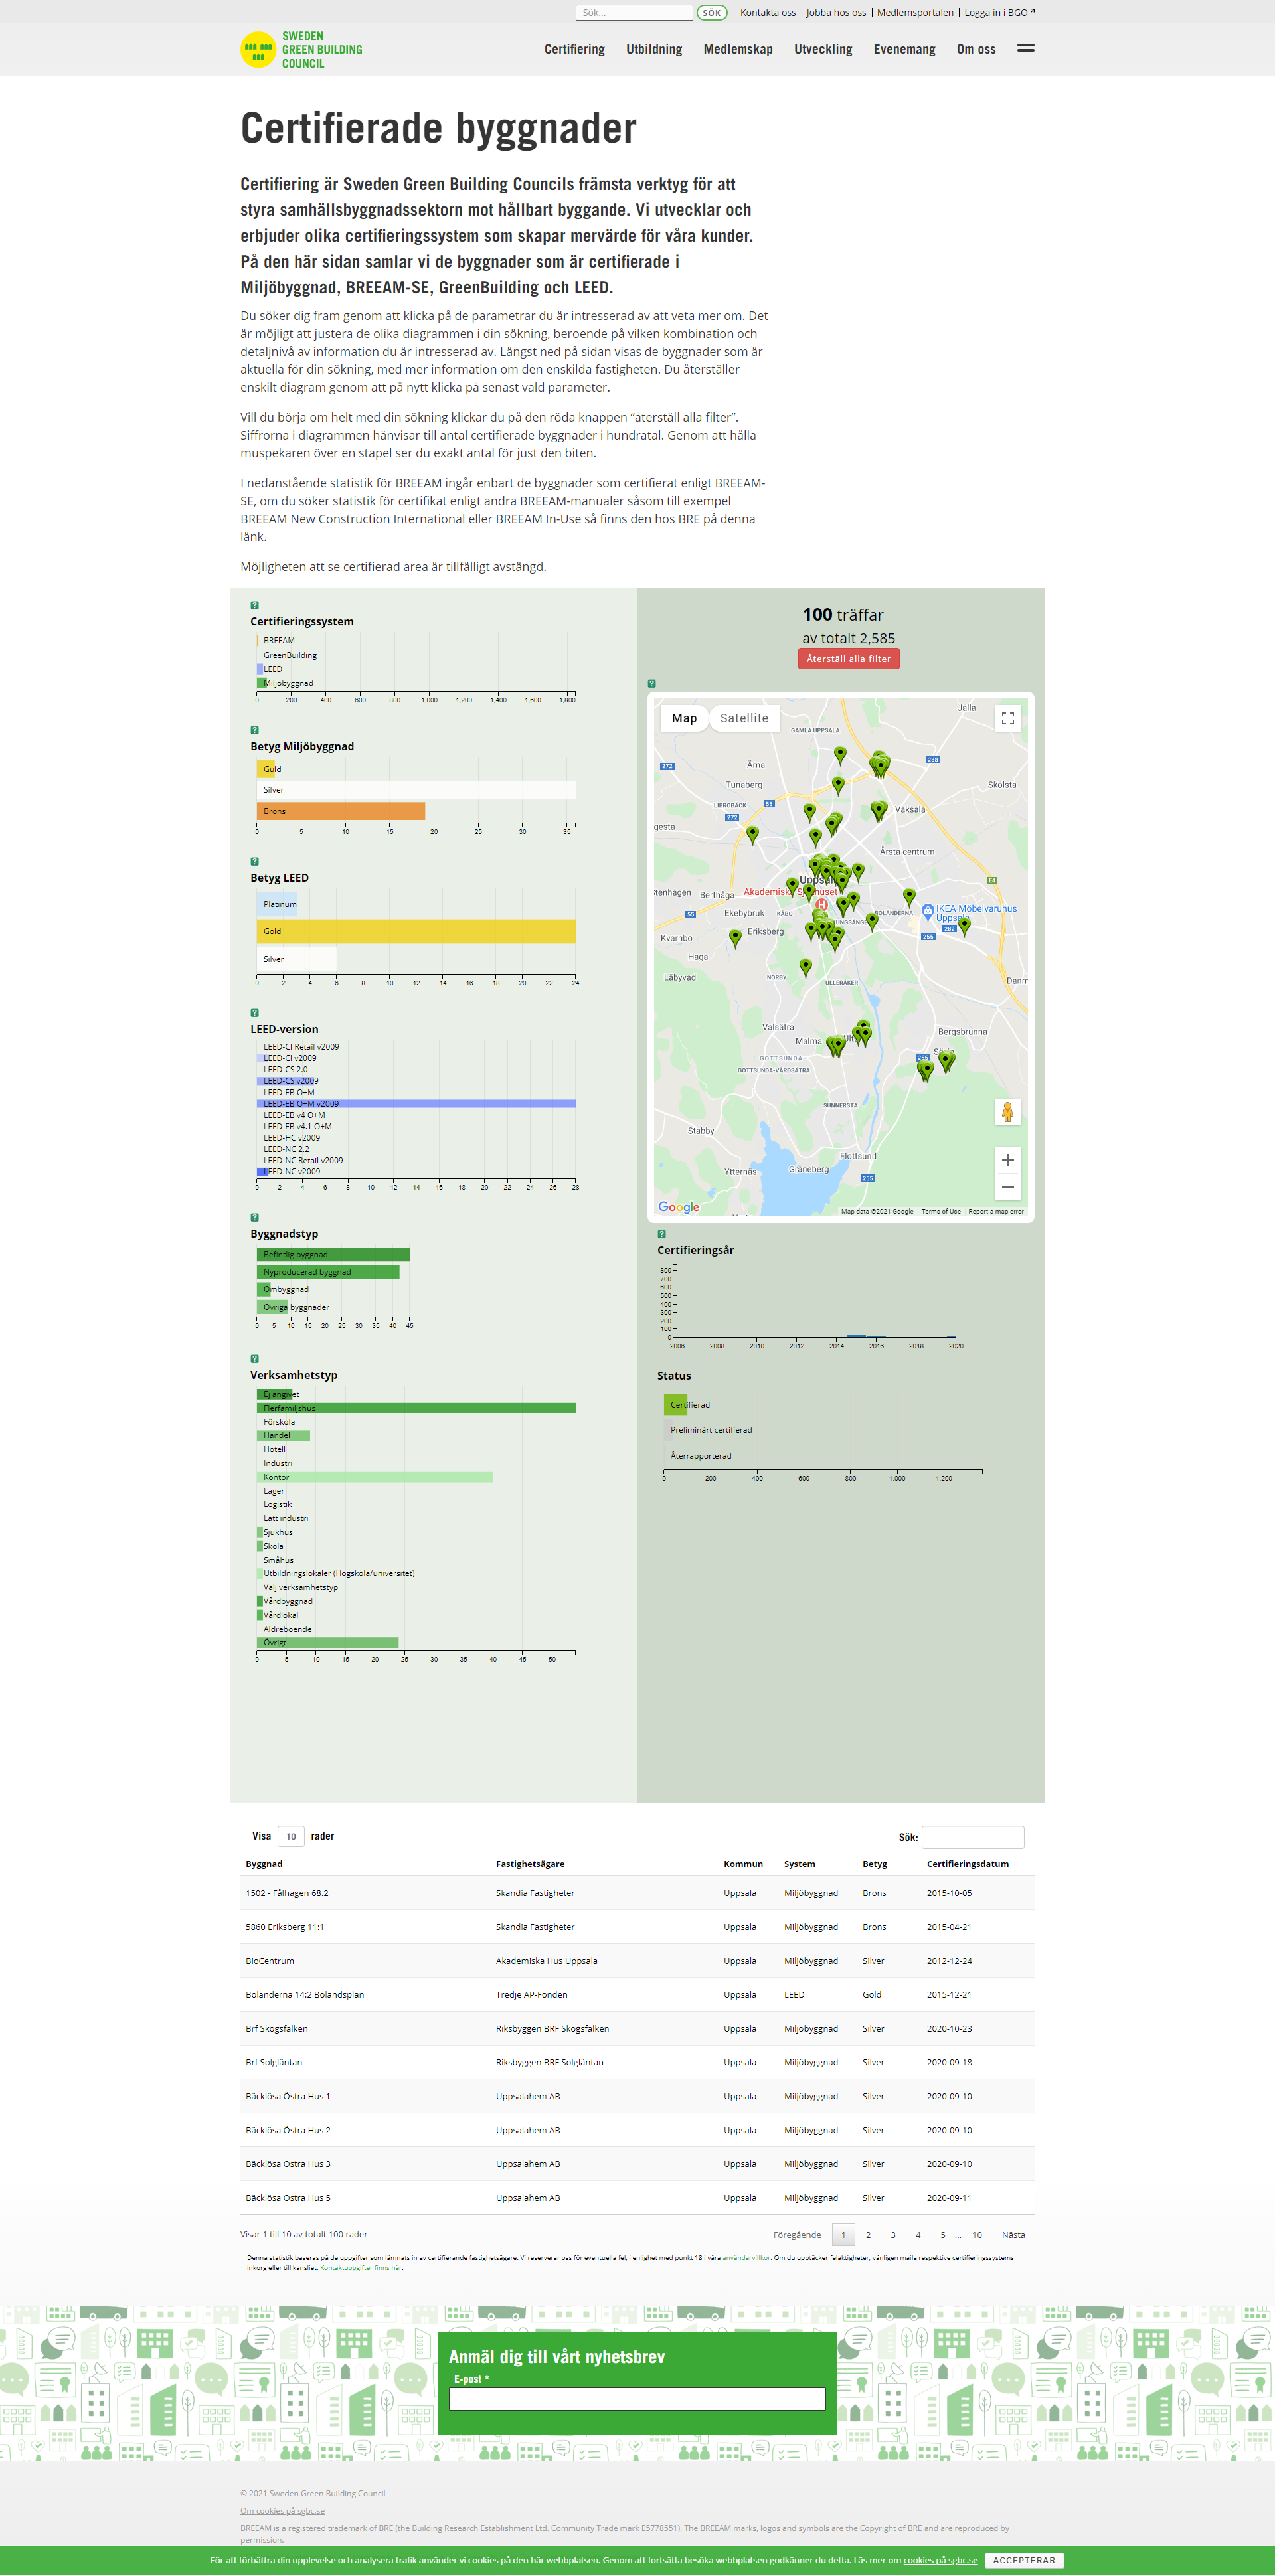 Sök...
SÖK
Kontakta oss | Jobba hos oss | Medlemsportalen | Logga in i BGO
SWEDEN
GREEN BUILDING
COUNCIL
Certifiering Utbildning Medlemskap Utveckling Evenemang Om oss
Certifierade byggnader
Certifiering är Sweden Green Building Councils främsta verktyg för att
styra samhällsbyggnadssektorn mot hållbart byggande. Vi utvecklar och
erbjuder olika certifieringssystem som skapar mervärde för våra kunder.
På den här sidan samlar vi de byggnader som är certifierade i
Miljöbyggnad, BREEAM-SE, GreenBuilding och LEED.
Du söker dig fram genom att klicka på de parametrar du är intresserad av att veta mer om. Det
är möjligt att justera de olika diagrammen i din sökning, beroende på vilken kombination och
detaljnivå av information du är intresserad av. Längst ned på sidan visas de byggnader som är
aktuella för din sökning, med mer information om den enskilda fastigheten. Du återställer
enskilt diagram genom att på nytt klicka på senast vald parameter.
Vill du börja om helt med din sökning klickar du på den röda knappen ”återställ alla filter”.
Siffrorna i diagrammen hänvisar till antal certifierade byggnader i hundratal. Genom att hålla
muspekaren över en stapel ser du exakt antal för just den biten.
I nedanstående statistik för BREEAM ingår enbart de byggnader som certifierat enligt BREEAM-
SE, om du söker statistik för certifikat enligt andra BREEAM-manualer såsom till exempel
BREEAM New Construction International eller BREEAM In-Use så finns den hos BRE på denna
länk.
Möjligheten att se certifierad area är tillfälligt avstängd.
?
Certifieringssystem
BREEAM
GreenBuilding
LEED
Miljöbyggnad
0 200 400 600 800 1,000 1,200 1,400 1,600 1,800
?
Betyg Miljöbyggnad
Guld
Silver
Brons
0 5 10 15 20 25 30 35
?
Betyg LEED
Platinum
Gold
Silver
0 2 4 6 8 10 12 14 16 18 20 22 24
?
LEED-version
LEED-CI Retail v2009
LEED-CI v2009
LEED-CS 2.0
LEED-CS v2009
LEED-EB O+M
LEED-EB O+M v2009
LEED-EB v4 O+M
LEED-EB v4.1 O+M
LEED-HC v2009
LEED-NC 2.2
LEED-NC Retail v2009
LEED-NC v2009
0 2 4 6 8 10 12 14 16 18 20 22 24 26 28
?
Byggnadstyp
Befintlig byggnad
Nyproducerad byggnad
Ombyggnad
Övriga byggnader
0 5 10 15 20 25 30 35 40 45
?
Verksamhetstyp
Ej angivet
Flerfamiljshus
Förskola
Handel
Hotell
Industri
Kontor
Lager
Logistik
Lätt industri
Sjukhus
Skola
Småhus
Utbildningslokaler (Högskola/universitet)
Välj verksamhetstyp
Vårdbyggnad
Vårdlokal
Äldreboende
Övrigt
0 5 10 15 20 25 30 35 40 45 50
100 träffar
av totalt 2,585
Återställ alla filter
?
Map Satellite
Jälla
GAMLA UPPSALA
272
Ärna
288
Tunaberg
Skölsta
LIBROBÄCK
55
272
Vaksala
gesta
Årsta centrum
E4
tenhagen
Berthåga
55
Ekebybruk
KÅBO
BOLÄNDERNA
IKEA Möbelvaruhus
Uppsala
282
255
Kvarnbo
Eriksberg
Haga
Läbyvad
NORBY
ULLERÅKER
Danm
Valsätra
Malma
Bergsbrunna
GOTTSUNDA
255
GOTTSUNDA-VÄRDSÄTRA
SUNNERSTA
Stabby
Flottsund
Ytternäs
Gräneberg
255
Google
Map data ©2021 Google Terms of Use Report a map error
?
Certifieringsår
800
700
600
500
400
300
200
100
0
2006 2008 2010 2012 2014 2016 2018 2020
Status
Certifierad
Preliminärt certifierad
Återrapporterad
0 200 400 600 800 1,000 1,200
Visa 10 rader
Sök:
Byggnad Fastighetsägare Kommun System Betyg Certifieringsdatum
1502 - Fålhagen 68.2 Skandia Fastigheter Uppsala Miljöbyggnad Brons 2015-10-05
5860 Eriksberg 11:1 Skandia Fastigheter Uppsala Miljöbyggnad Brons 2015-04-21
BioCentrum Akademiska Hus Uppsala Uppsala Miljöbyggnad Silver 2012-12-24
Bolanderna 14:2 Bolandsplan Tredje AP-Fonden Uppsala LEED Gold 2015-12-21
Brf Skogsfalken Riksbyggen BRF Skogsfalken Uppsala Miljöbyggnad Silver 2020-10-23
Brf Solgläntan Riksbyggen BRF Solgläntan Uppsala Miljöbyggnad Silver 2020-09-18
Bäcklösa Östra Hus 1 Uppsalahem AB Uppsala Miljöbyggnad Silver 2020-09-10
Bäcklösa Östra Hus 2 Uppsalahem AB Uppsala Miljöbyggnad Silver 2020-09-10
Bäcklösa Östra Hus 3 Uppsalahem AB Uppsala Miljöbyggnad Silver 2020-09-10
Bäcklösa Östra Hus 5 Uppsalahem AB Uppsala Miljöbyggnad Silver 2020-09-11
Visar 1 till 10 av totalt 100 rader
Föregående 1 2 3 4 5 ... 10 Nästa
Denna statistik baseras på de uppgifter som lämnats in av certifierande fastighetsägare. Vi reserverar oss för eventuella fel, i enlighet med punkt 18 i våra användarvillkor. Om du upptäcker felaktigheter, vänligen maila respektive certifieringssystems
inkorg eller till kansliet. Kontaktuppgifter finns här.
Anmäl dig till vårt nyhetsbrev
E-post *
© 2021 Sweden Green Building Council
Om cookies på sgbc.se
BREEAM is a registered trademark of BRE (the Building Research Establishment Ltd. Community Trade mark E5778551). The BREEAM marks, logos and symbols are the Copyright of BRE and are reproduced by
permission.
För att förbättra din upplevelse och analysera trafik använder vi cookies på den här webbplatsen. Genom att fortsätta besöka webbplatsen godkänner du detta. Läs mer om cookies på sgbc.se
ACCEPTERAR